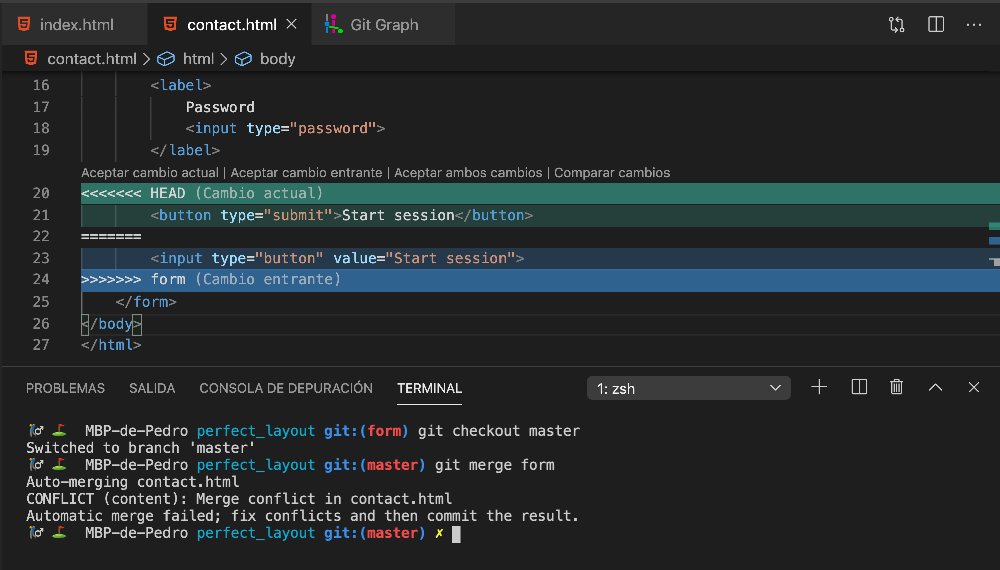 index.html contact.html Git Graph
contact.html > html > body
16 <label>
17 Password
18 <input type="password">
19 </label>
Aceptar cambio actual | Aceptar cambio entrante | Aceptar ambos cambios | Comparar cambios
20 <<<<<<< HEAD (Cambio actual)
21 <button type="submit">Start session</button>
22 =======
23 <input type="button" value="Start session">
24 >>>>>>> form (Cambio entrante)
25 </form>
26 </body>
27 </html>
PROBLEMAS SALIDA CONSOLA DE DEPURACIÓN TERMINAL 1: zsh
MBP-de-Pedro perfect_layout git:(form) git checkout master
Switched to branch 'master'
MBP-de-Pedro perfect_layout git:(master) git merge form
Auto-merging contact.html
CONFLICT (content): Merge conflict in contact.html
Automatic merge failed; fix conflicts and then commit the result.
MBP-de-Pedro perfect_layout git:(master) ✗